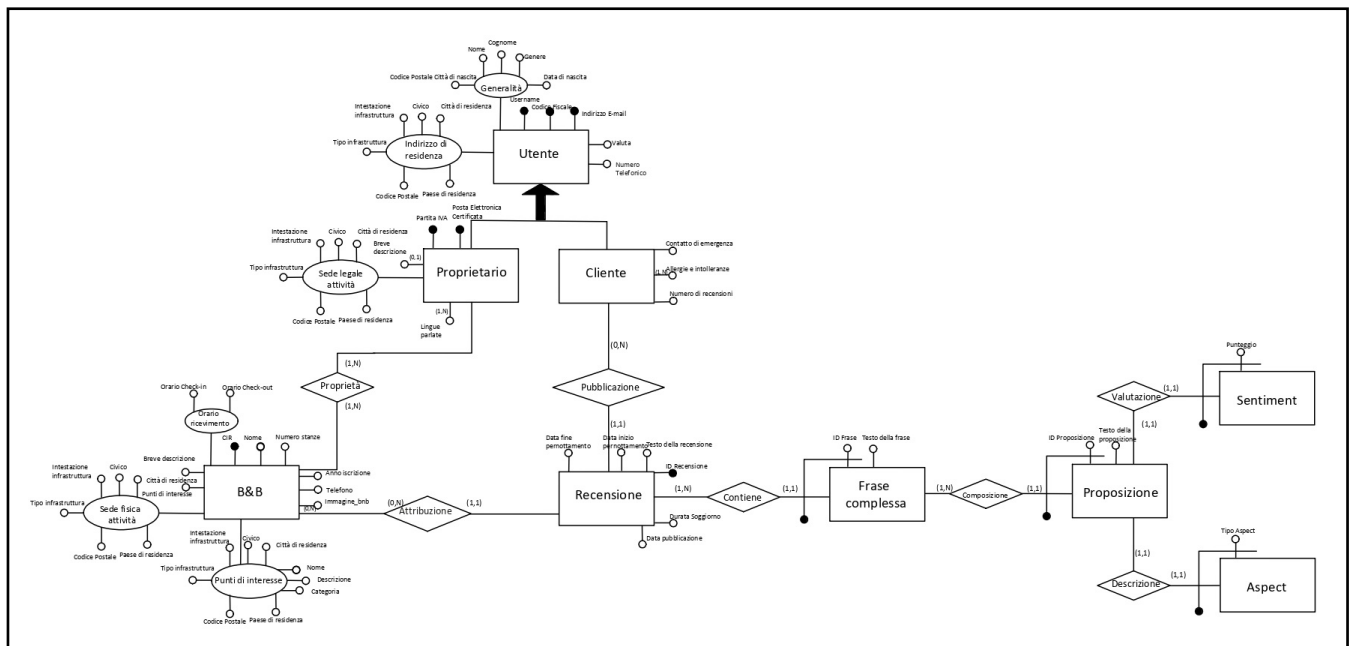 Cognome
Nome
Genere
Codice Postale Città di nascita
Data di nascita
Generalità
Username
Codice Fiscale
Indirizzo E-mail
Intestazione
infrastruttura
Civico
Città di residenza
Tipo infrastruttura
Indirizzo di
residenza
Utente
Valuta
Numero
Telefonico
Codice Postale
Paese di residenza
Posta Elettronica
Certificata
Partita IVA
Intestazione
infrastruttura
Civico
Città di residenza
Breve
descrizione
(0,1)
Tipo infrastruttura
Sede legale
attività
Proprietario
Codice Postale
Paese di residenza
(1,N)
Lingue
parlate
Cliente
Contatto di emergenza
(1,N)
Allergie e intolleranze
Numero di recensioni
(1,N)
Proprietà
(1,N)
(0,N)
Pubblicazione
(1,1)
Orario Check-in
Orario Check-out
Orario
ricevimento
CIR
Nome
Numero stanze
Breve descrizione
Intestazione
infrastruttura
Civico
Città di residenza
Punti di interesse
Tipo infrastruttura
Sede fisica
attività
Codice Postale
Paese di residenza
B&B
Anno iscrizione
Telefono
Immagine_bnb
(0,N)
Intestazione
infrastruttura
Civico
Città di residenza
Tipo infrastruttura
Punti di interesse
Nome
Descrizione
Categoria
Codice Postale
Paese di residenza
(0,N)
Attribuzione
(1,1)
Data fine
pernottamento
Data inizio
pernottamento
Testo della recensione
ID_Recensione
Recensione
Durata Soggiorno
Data pubblicazione
(1,N)
Contiene
(1,1)
ID Frase
Testo della frase
Frase
complessa
(1,N)
Composizione
(1,1)
ID Proposizione
Testo della
proposizione
Proposizione
(1,1)
Valutazione
(1,1)
Punteggio
Sentiment
(1,1)
Descrizione
(1,1)
Tipo Aspect
Aspect